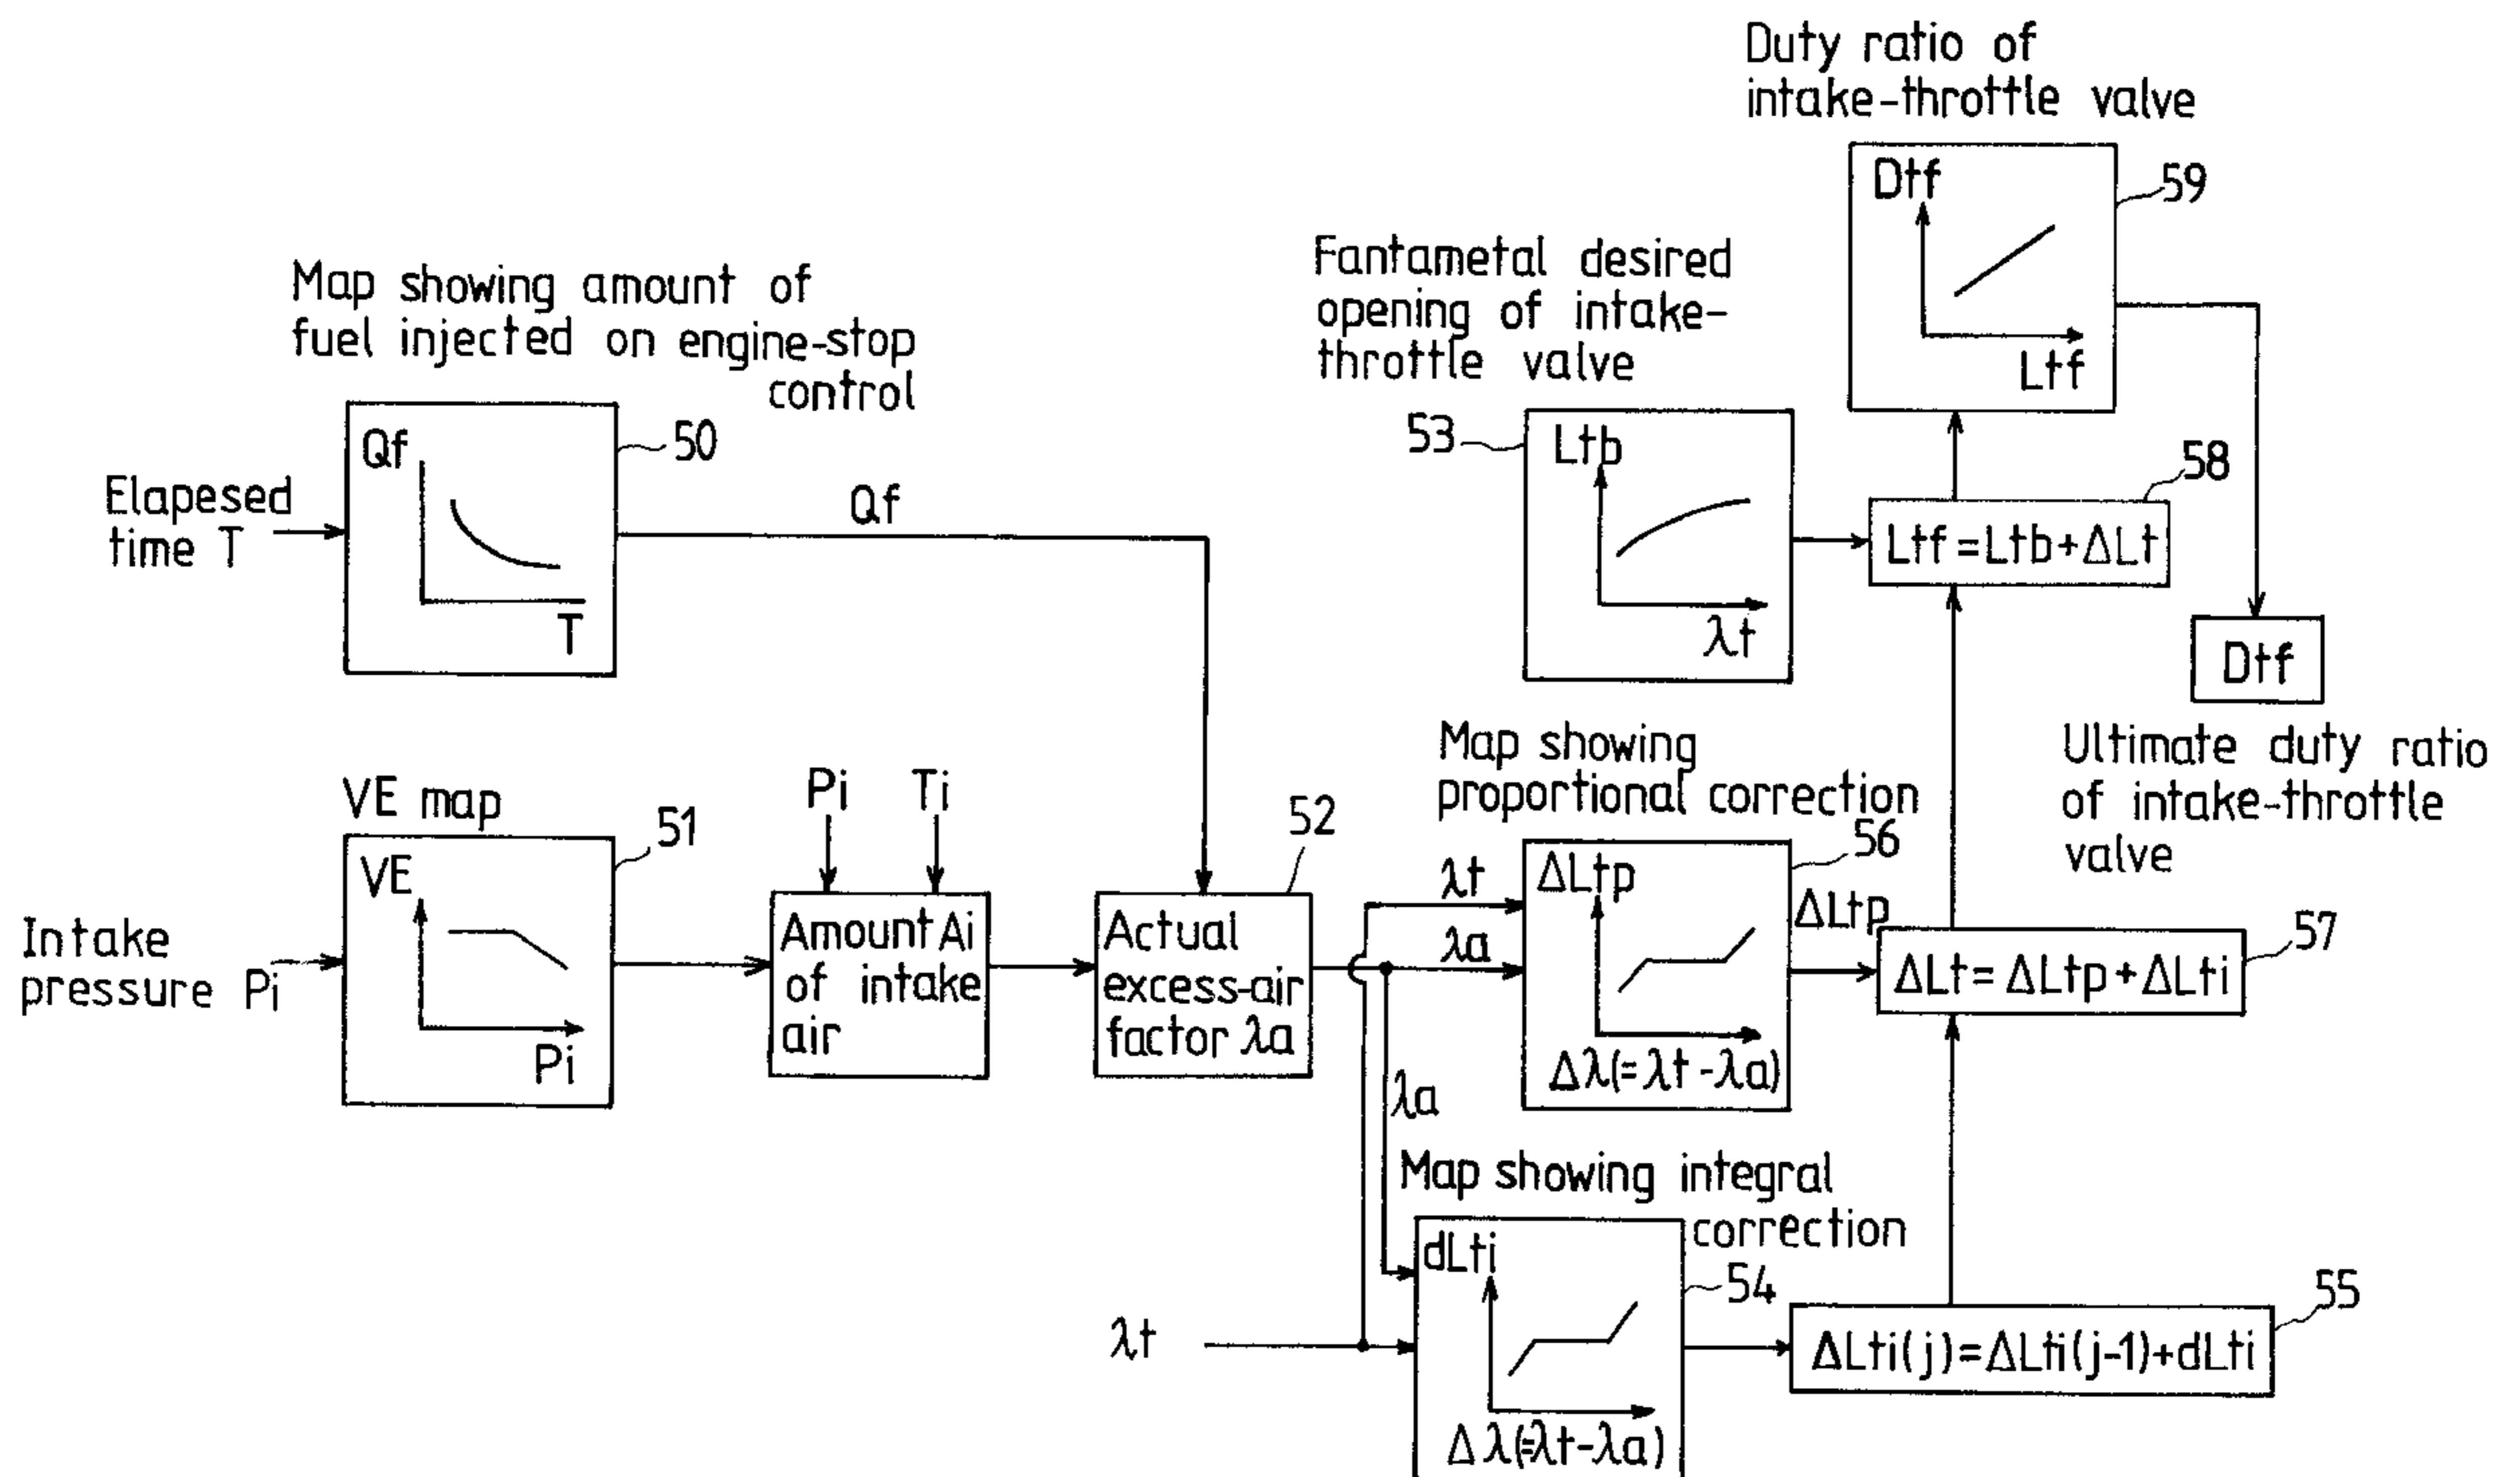 Duty ratio of
intake-throttle valve
Dtf
Ltf
59
Fantametal desired
opening of intake-
throttle valve
53
Ltb
λt
58
Ltf=Ltb+ΔLt
Dtf
Ultimate duty ratio
of intake-throttle
valve
Map showing amount of
fuel injected on engine-stop
control
Elapesed
time T
Qf
T
50
Qf
VE map
Intake
pressure Pi
VE
Pi
51
Pi
Ti
Amount Ai
of intake
air
52
Actual
excess-air
factor λa
λt
λa
λa
Map showing
proportional correction
56
ΔLtp
Δλ(=λt-λa)
ΔLtp
57
ΔLt=ΔLtp+ΔLti
Map showing integral
correction
dLti
54
Δλ(=λt-λa)
λt
55
ΔLti(j)=ΔLti(j-1)+dLti